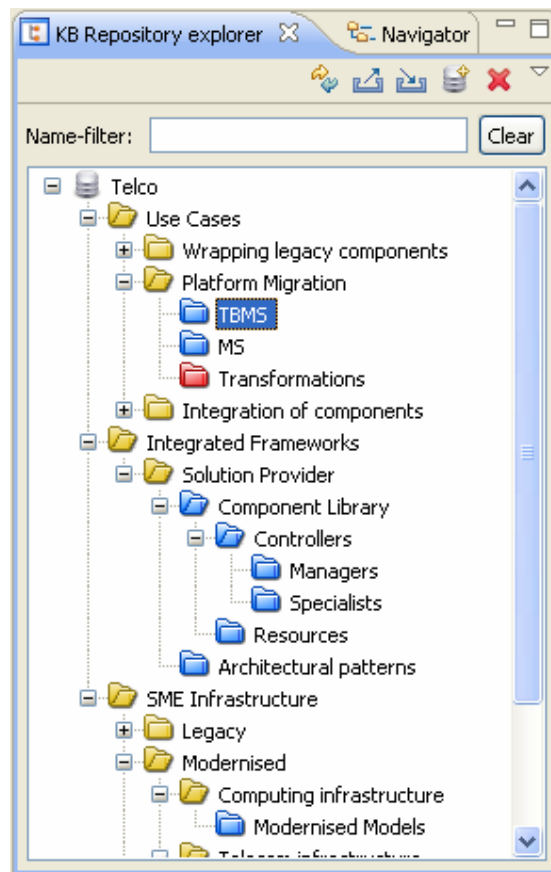 KB Repository explorer Navigator
Name-filter: Clear
Telco
Use Cases
Wrapping legacy components
Platform Migration
TBMS
MS
Transformations
Integration of components
Integrated Frameworks
Solution Provider
Component Library
Controllers
Managers
Specialists
Resources
Architectural patterns
SME Infrastructure
Legacy
Modernised
Computing infrastructure
Modernised Models
Telecom infrastructure